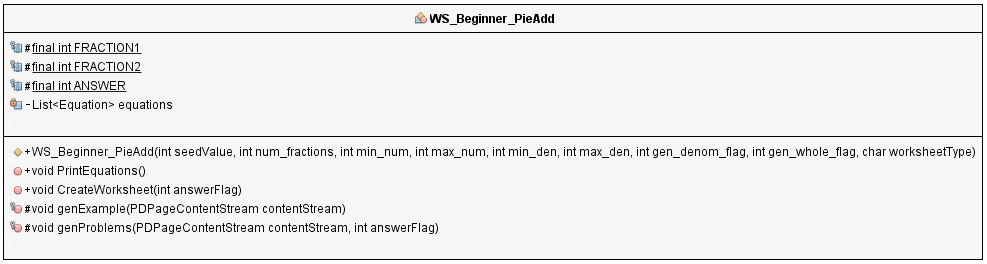 WS_Beginner_PieAdd
#final int FRACTION1
#final int FRACTION2
#final int ANSWER
-List<Equation> equations
+WS_Beginner_PieAdd(int seedValue, int num_fractions, int min_num, int max_num, int min_den, int max_den, int gen_denom_flag, int gen_whole_flag, char worksheetType)
+void PrintEquations()
+void CreateWorksheet(int answerFlag)
#void genExample(PDPageContentStream contentStream)
#void genProblems(PDPageContentStream contentStream, int answerFlag)